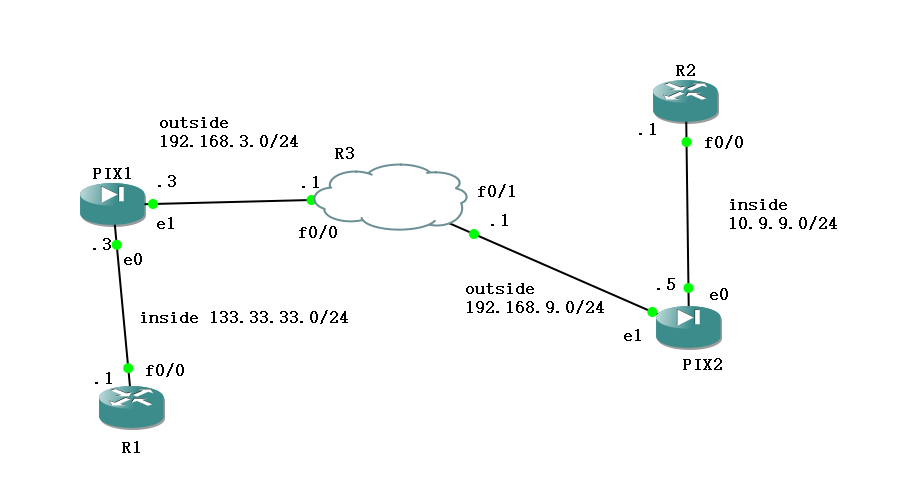 R2
.1
f0/0
outside
192.168.3.0/24
R3
PIX1
.3
.1
f0/1
e1
f0/0
.1
inside
10.9.9.0/24
.3
e0
outside
192.168.9.0/24
.5
e0
inside 133.33.33.0/24
e1
PIX2
.1
f0/0
R1